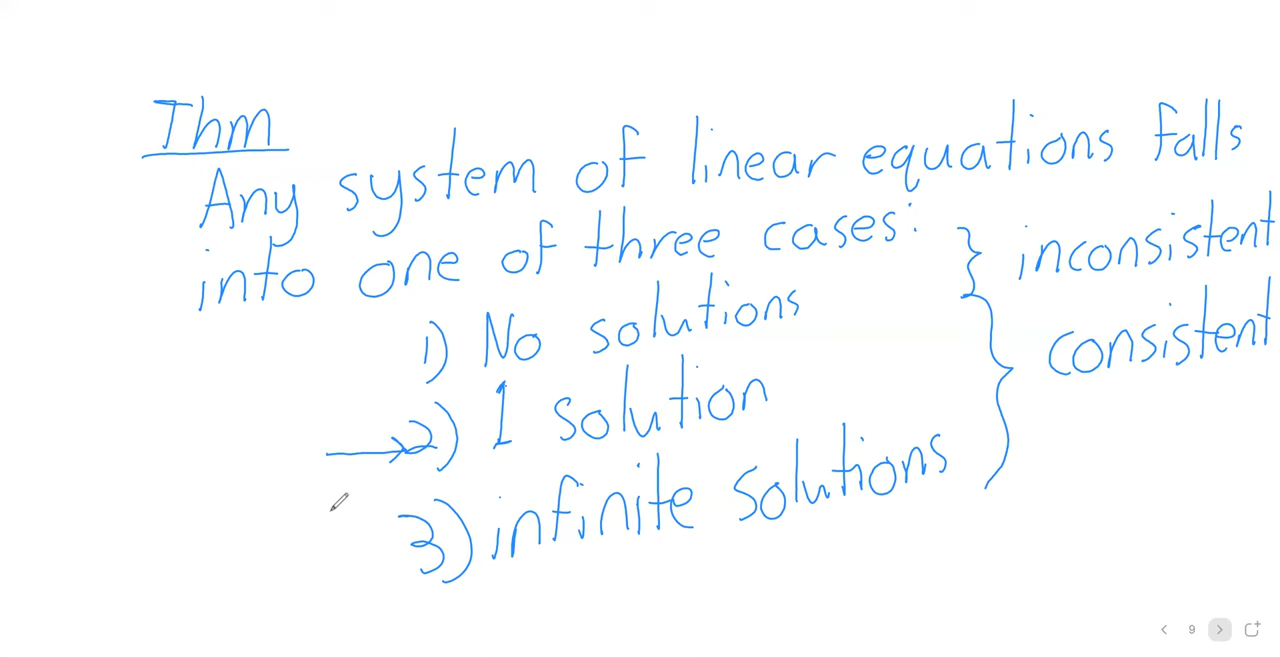 Thm
Any system of linear equations falls
into one of three cases:
1) No solutions
2) 1 solution
3) infinite solutions
inconsistent
consistent
9